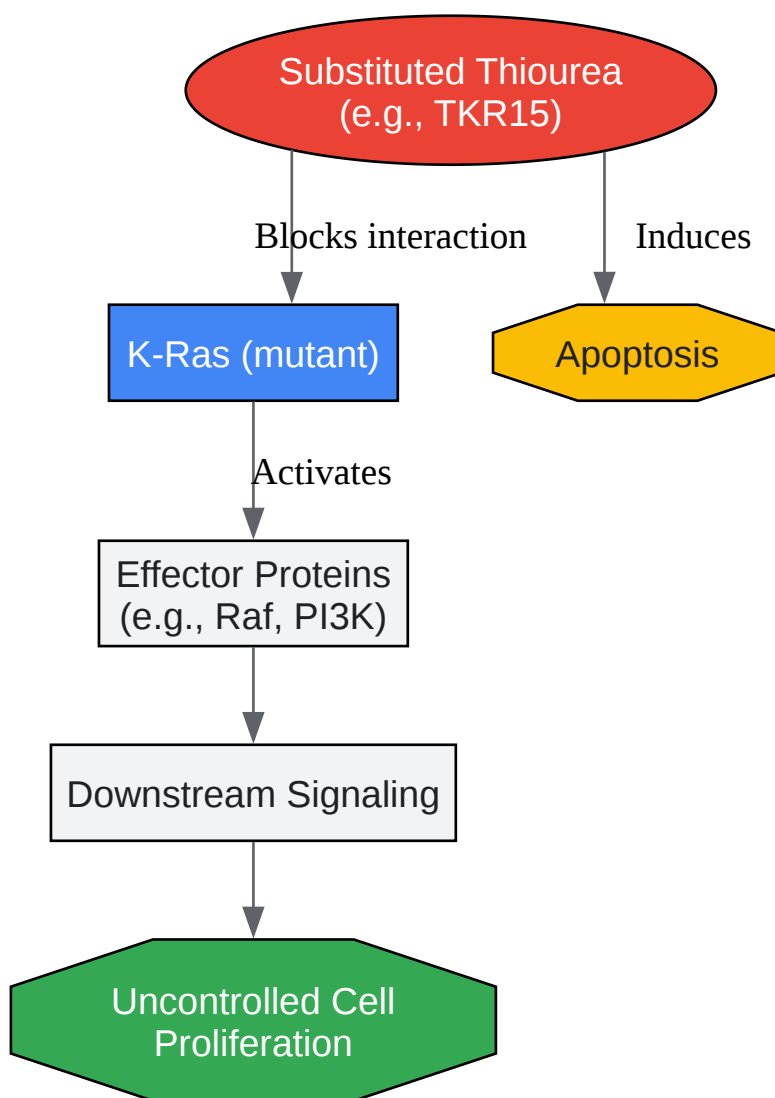 Substituted Thiourea
(e.g., TKR15)
Blocks interaction
Induces
K-Ras (mutant)
Apoptosis
Activates
Effector Proteins
(e.g., Raf, PI3K)
Downstream Signaling
Uncontrolled Cell
Proliferation